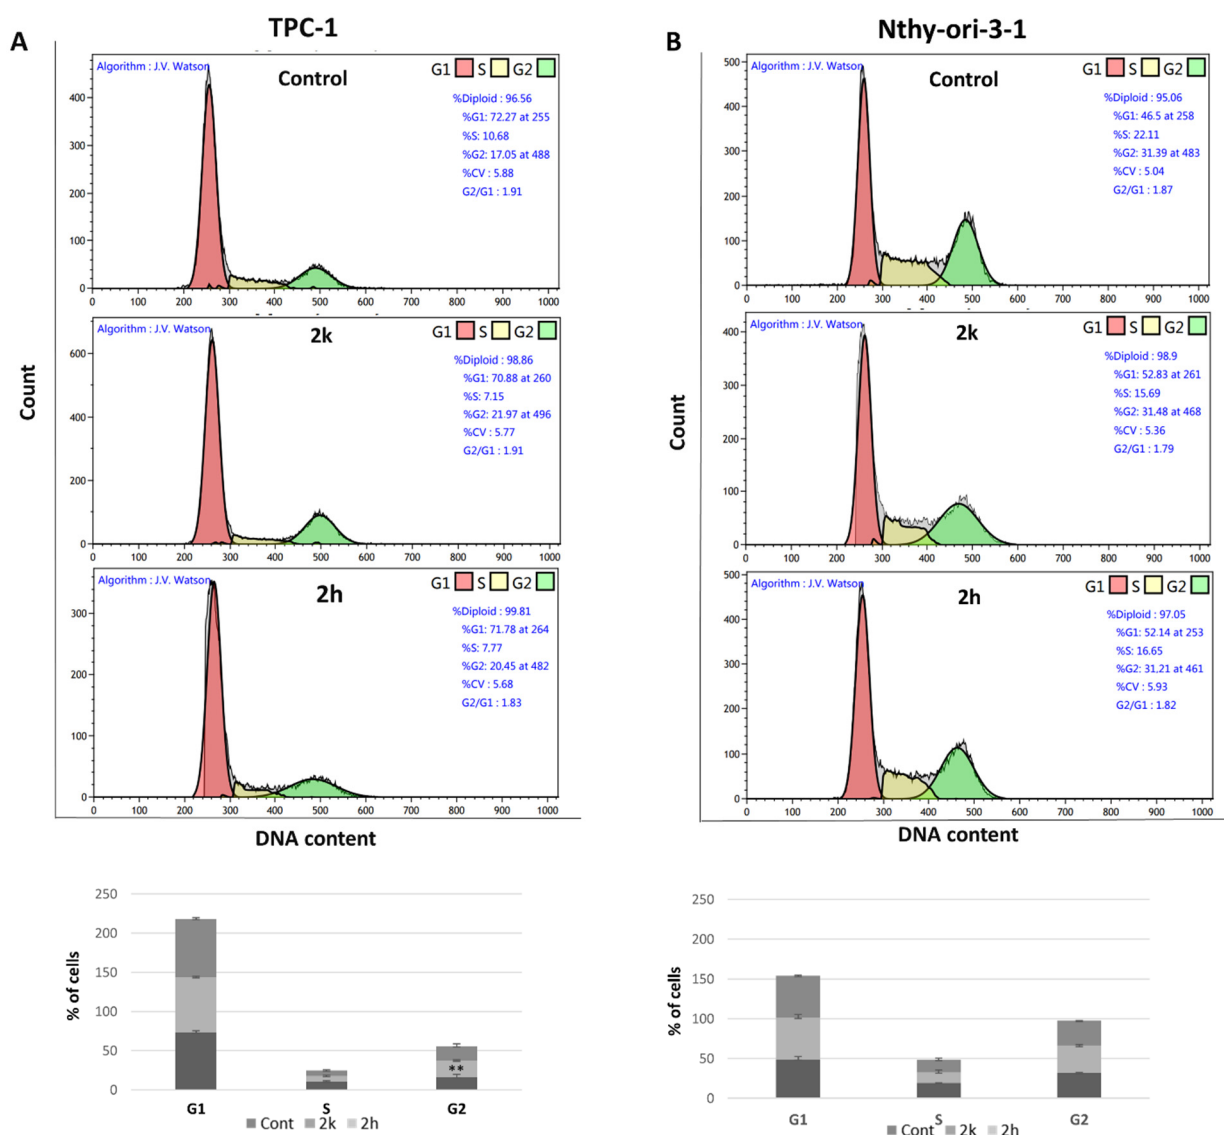 A
TPC-1
Algorithm : J.V. Watson
G1 S G2
Control
%Diploid : 96.56
%G1: 72.27 at 255
%S: 10.68
%G2: 17.05 at 488
%CV : 5.88
G2/G1 : 1.91
400
300
200
100
0
0 100 200 300 400 500 600 700 800 900 1000
Algorithm : J.V. Watson
G1 S G2
2k
%Diploid : 98.86
%G1: 70.88 at 260
%S: 7.15
%G2: 21.97 at 496
%CV : 5.77
G2/G1 : 1.91
600
400
200
0
0 100 200 300 400 500 600 700 800 900 1000
Count
Algorithm : J.V. Watson
G1 S G2
2h
%Diploid : 99.81
%G1: 71.78 at 264
%S: 7.77
%G2: 20.45 at 482
%CV : 5.68
G2/G1 : 1.83
300
200
100
0
0 100 200 300 400 500 600 700 800 900 1000
DNA content
250
200
150
100
50
0
% of cells
**
G1 S G2
Cont 2k 2h
B
Nthy-ori-3-1
Algorithm : J.V. Watson
G1 S G2
Control
%Diploid : 95.06
%G1: 46.5 at 258
%S: 22.11
%G2: 31.39 at 483
%CV : 5.04
G2/G1 : 1.87
500
400
300
200
100
0
0 100 200 300 400 500 600 700 800 900 1000
Algorithm : J.V. Watson
G1 S G2
2k
%Diploid : 98.9
%G1: 52.83 at 261
%S: 15.69
%G2: 31.48 at 468
%CV : 5.36
G2/G1 : 1.79
400
300
200
100
0
0 100 200 300 400 500 600 700 800 900 1000
Count
Algorithm : J.V. Watson
G1 S G2
2h
%Diploid : 97.05
%G1: 52.14 at 253
%S: 16.65
%G2: 31.21 at 461
%CV : 5.93
G2/G1 : 1.82
500
400
300
200
100
0
0 100 200 300 400 500 600 700 800 900 1000
DNA content
250
200
150
100
50
0
% of cells
G1 S G2
Cont 2k 2h